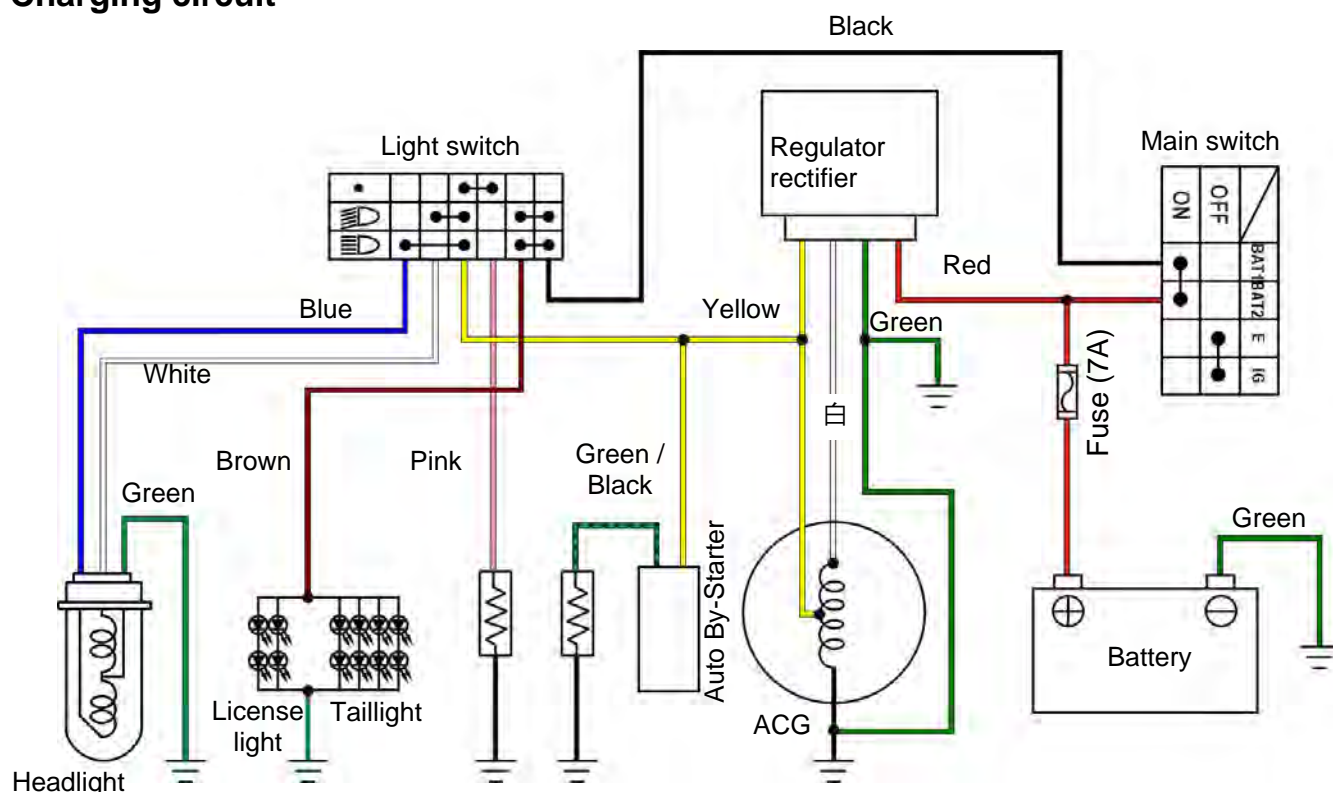 Charging circuit
Black
Light switch
Regulator
rectifier
Main switch
ON
OFF
BAT1
BAT2
E
IG
Red
Blue
Yellow
Green
White
白
Fuse (7A)
Brown
Pink
Green /
Black
Green
Green
Auto By-Starter
Battery
License
light
Taillight
ACG
Headlight